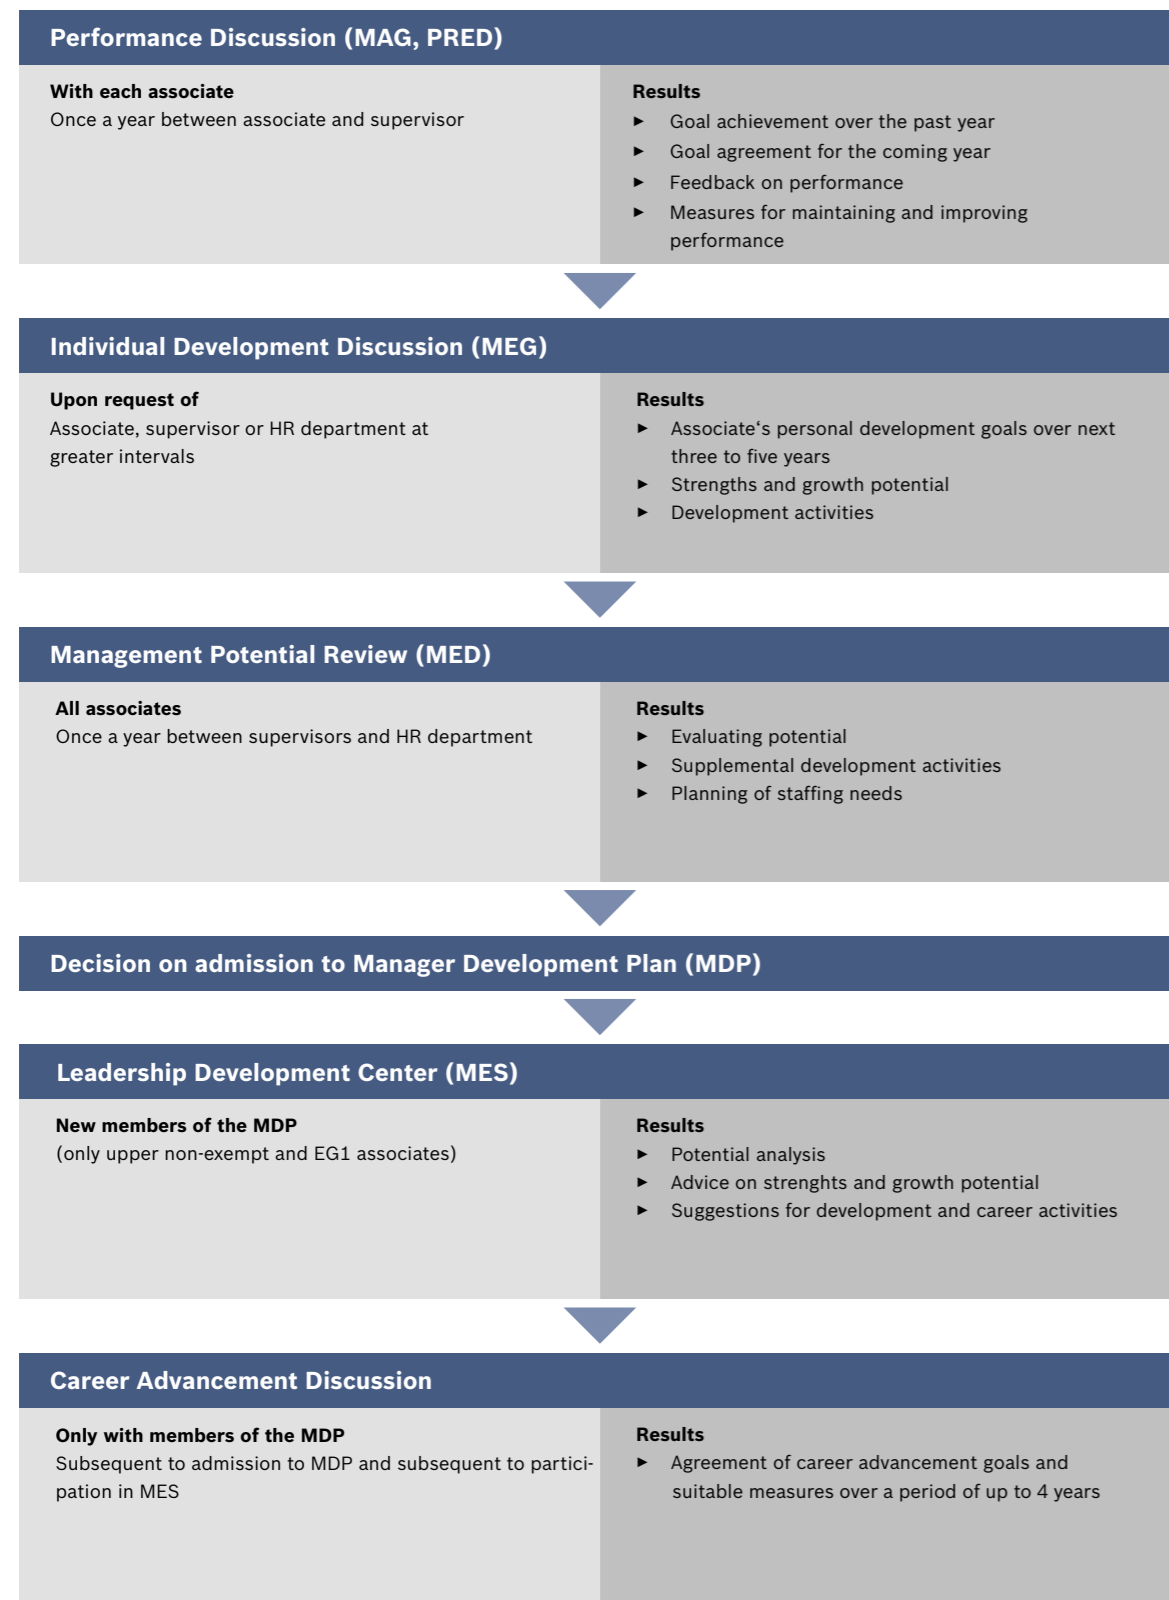 Performance Discussion (MAG, PRED)
With each associate
Once a year between associate and supervisor
Results
► Goal achievement over the past year
► Goal agreement for the coming year
► Feedback on performance
► Measures for maintaining and improving
performance
Individual Development Discussion (MEG)
Upon request of
Associate, supervisor or HR department at
greater intervals
Results
► Associate‘s personal development goals over next
three to five years
► Strengths and growth potential
► Development activities
Management Potential Review (MED)
All associates
Once a year between supervisors and HR department
Results
► Evaluating potential
► Supplemental development activities
► Planning of staffing needs
Decision on admission to Manager Development Plan (MDP)
Leadership Development Center (MES)
New members of the MDP
(only upper non-exempt and EG1 associates)
Results
► Potential analysis
► Advice on strenghts and growth potential
► Suggestions for development and career activities
Career Advancement Discussion
Only with members of the MDP
Subsequent to admission to MDP and subsequent to partici-
pation in MES
Results
► Agreement of career advancement goals and
suitable measures over a period of up to 4 years